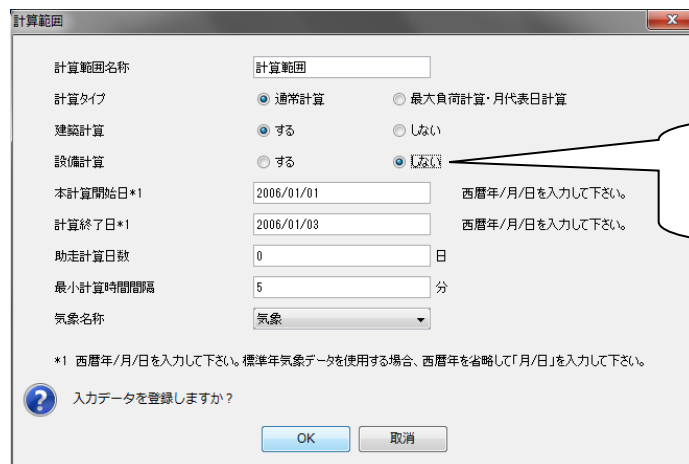 計算範囲
計算範囲名称 計算範囲
計算タイプ 通常計算 最大負荷計算・月代表日計算
建築計算 する しない
設備計算 する しない
本計算開始日*1 2006/01/01 西暦年/月/日を入力して下さい。
計算終了日*1 2006/01/03 西暦年/月/日を入力して下さい。
助走計算日数 0 日
最小計算時間間隔 5 分
気象名称 気象
*1 西暦年/月/日を入力して下さい。標準年気象データを使用する場合、西暦年を省略して「月/日」を入力して下さい。
入力データを登録しますか？
OK 取消